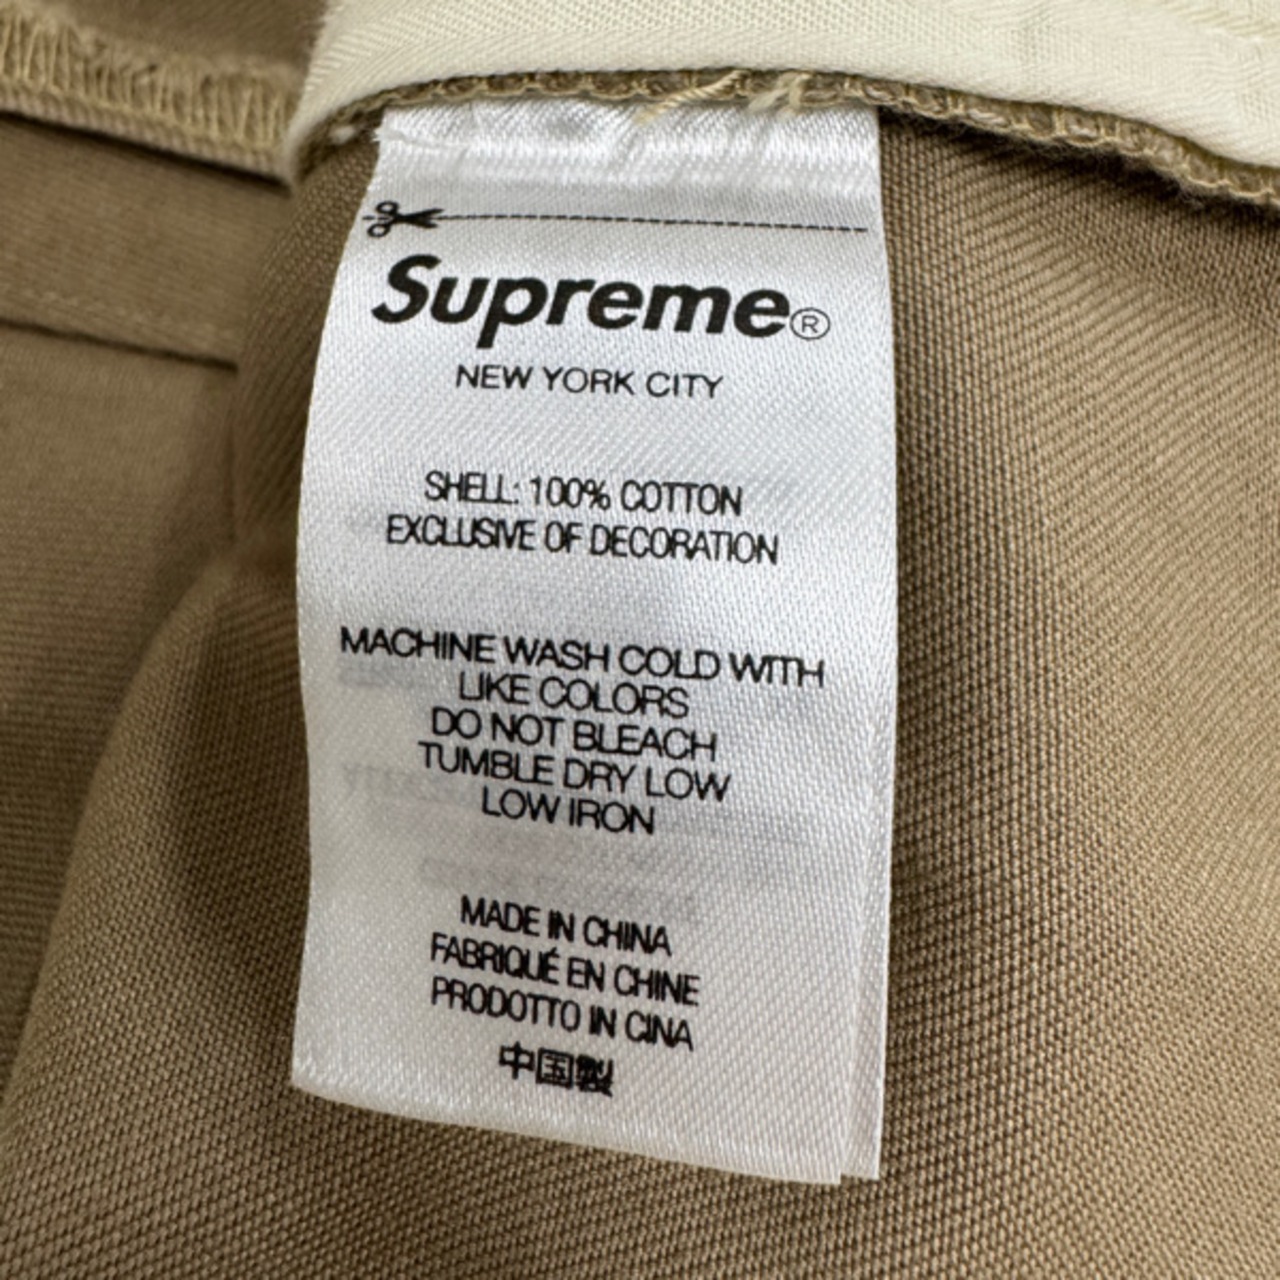 Supreme®
NEW YORK CITY
SHELL: 100% COTTON
EXCLUSIVE OF DECORATION
MACHINE WASH COLD WITH
LIKE COLORS
DO NOT BLEACH
TUMBLE DRY LOW
LOW IRON
MADE IN CHINA
FABRIQUÉ EN CHINE
PRODOTTO IN CINA
中国製